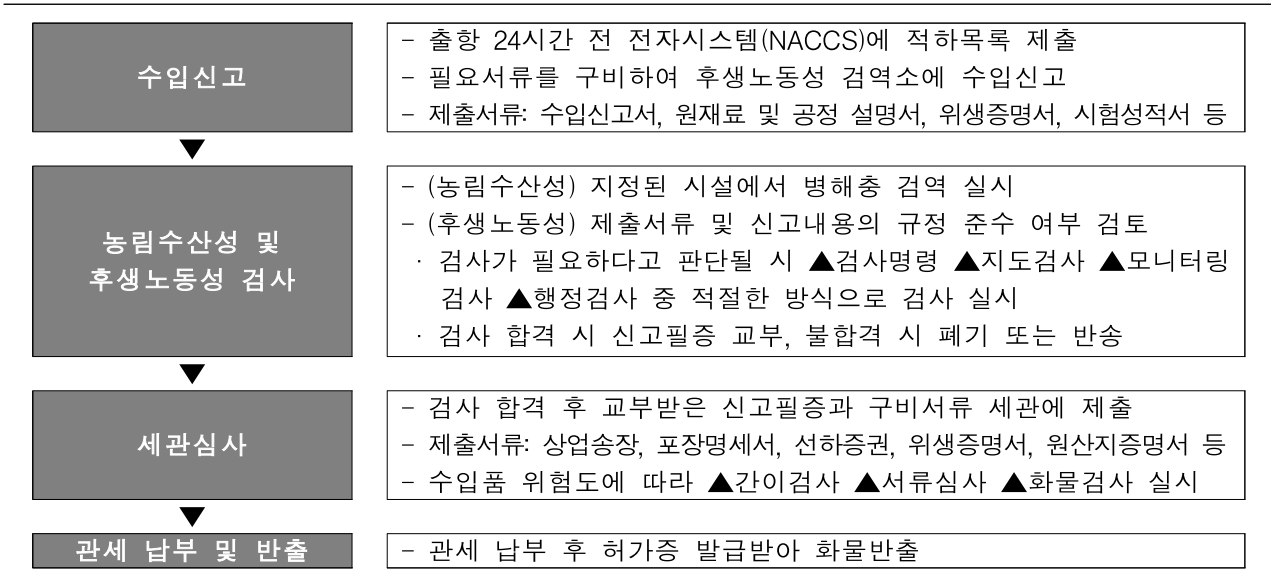 수입신고
- 출항 24시간 전 전자시스템(NACCS)에 적하목록 제출
- 필요서류를 구비하여 후생노동성 검역소에 수입신고
- 제출서류: 수입신고서, 원재료 및 공정 설명서, 위생증명서, 시험성적서 등
▼
농림수산성 및
후생노동성 검사
- (농림수산성) 지정된 시설에서 병해충 검역 실시
- (후생노동성) 제출서류 및 신고내용의 규정 준수 여부 검토
· 검사가 필요하다고 판단될 시 ▲검사명령 ▲지도검사 ▲모니터링
검사 ▲행정검사 중 적절한 방식으로 검사 실시
· 검사 합격 시 신고필증 교부, 불합격 시 폐기 또는 반송
▼
세관심사
- 검사 합격 후 교부받은 신고필증과 구비서류 세관에 제출
- 제출서류: 상업송장, 포장명세서, 선하증권, 위생증명서, 원산지증명서 등
- 수입품 위험도에 따라 ▲간이검사 ▲서류심사 ▲화물검사 실시
▼
관세 납부 및 반출
- 관세 납부 후 허가증 발급받아 화물반출